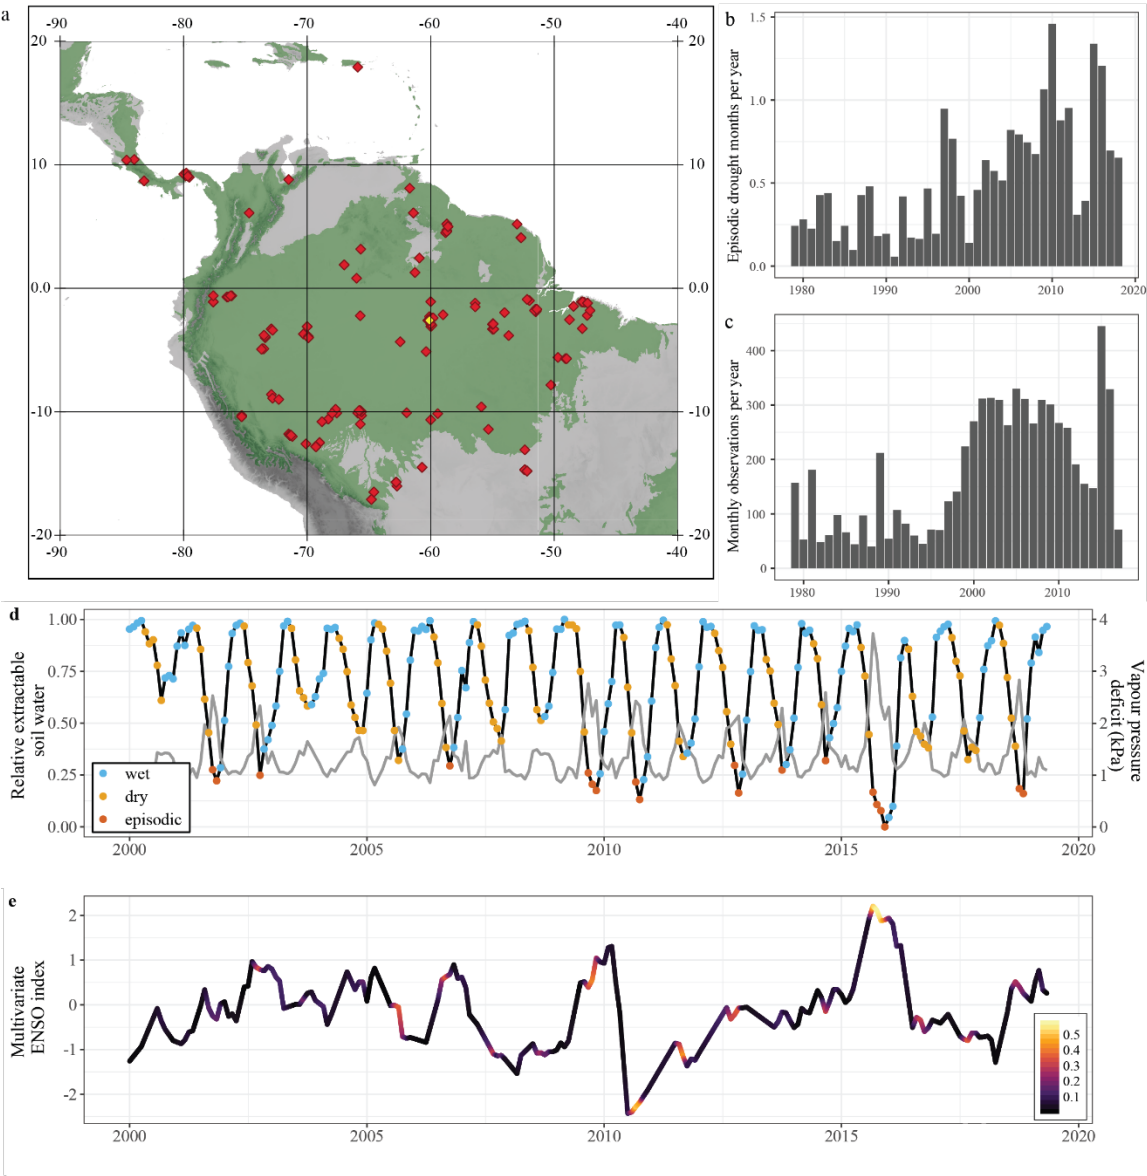 a
-90 -80 -70 -60 -50 -40
20 20
10 10
0.0 0.0
-10 -10
-20 -20
-90 -80 -70 -60 -50 -40
b
Episodic drought months per year
1.5
1.0
0.5
0.0
1980 1990 2000 2010 2020
c
Monthly observations per year
400
300
200
100
0
1980 1990 2000 2010
d
Relative extractable
soil water
1.00
0.75
0.50
0.25
0.00
wet
dry
episodic
4
3
2
1
0
Vapour pressure
deficit (kPa)
2000 2005 2010 2015 2020
e
Multivariate
ENSO index
2
1
0
-1
-2
0.5
0.4
0.3
0.2
0.1
2000 2005 2010 2015 2020